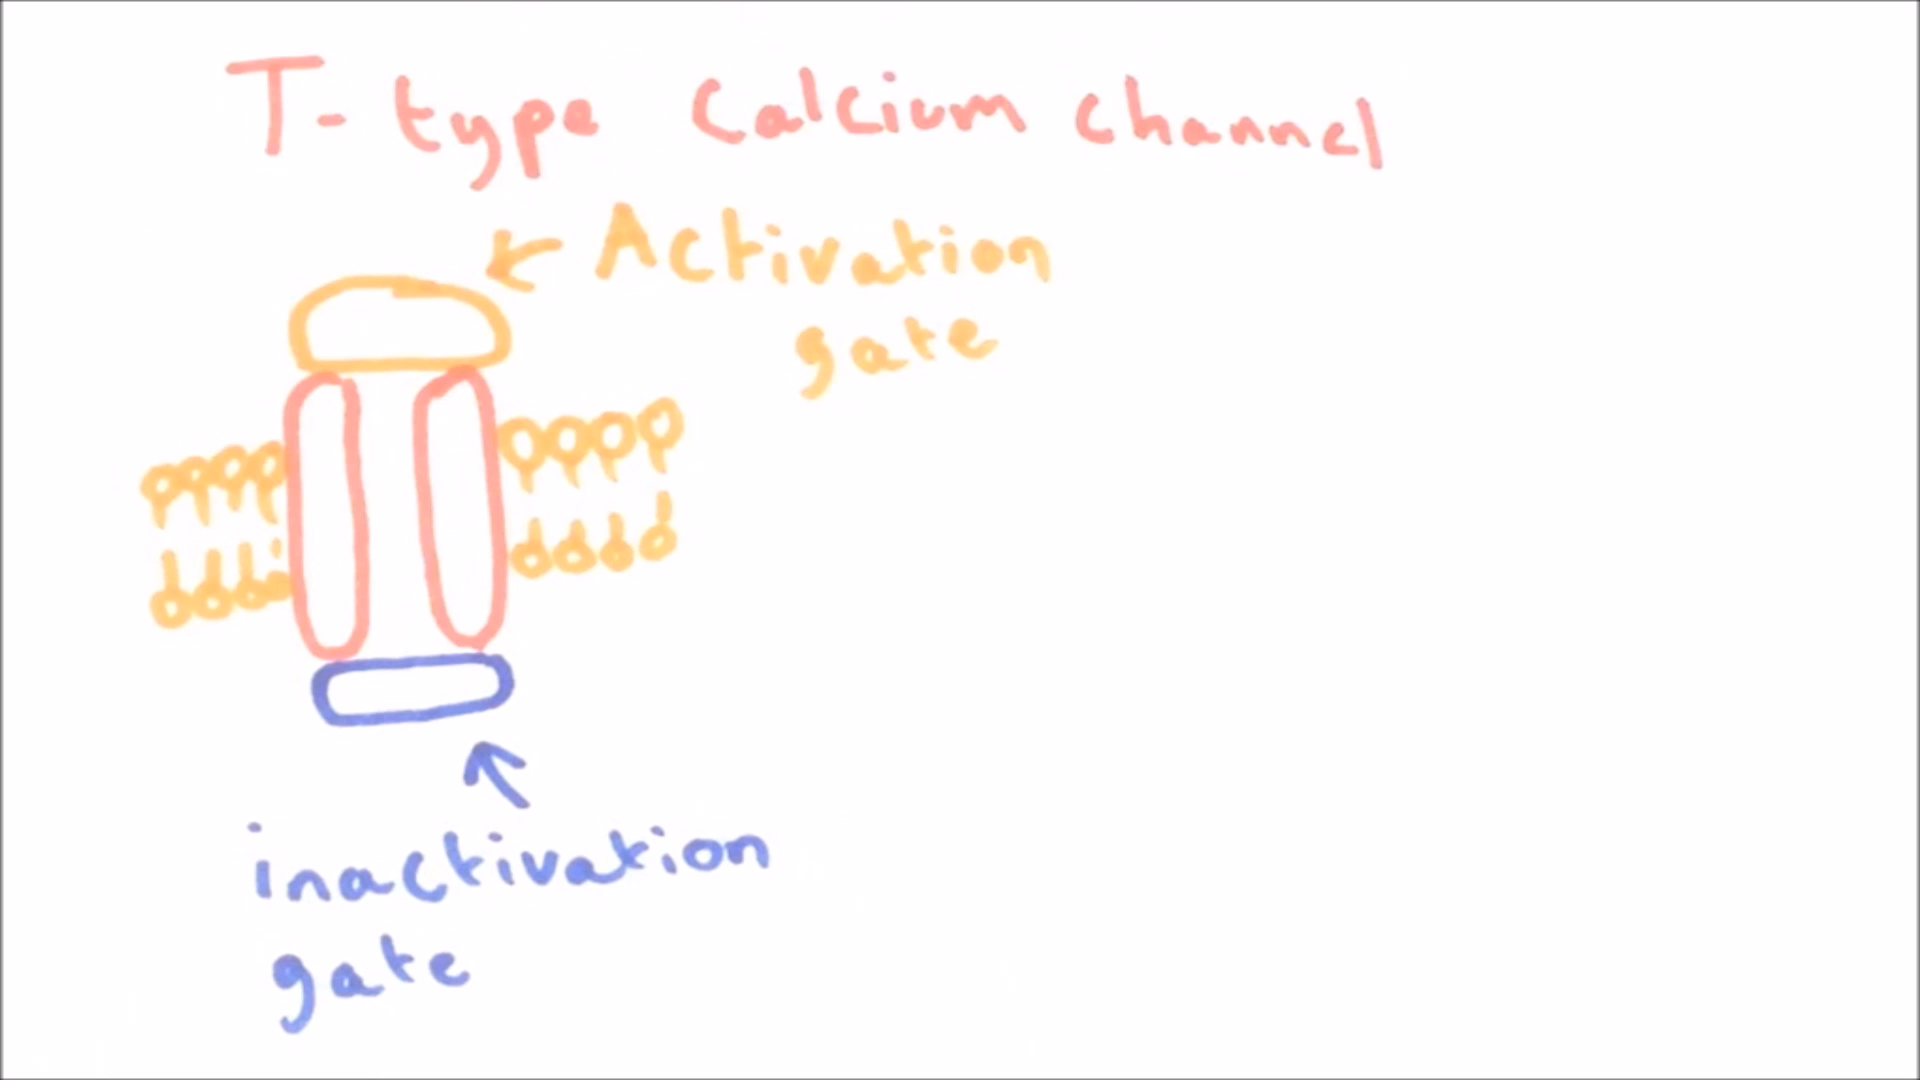 T-type Calcium channel
Activation
gate
inactivation
gate